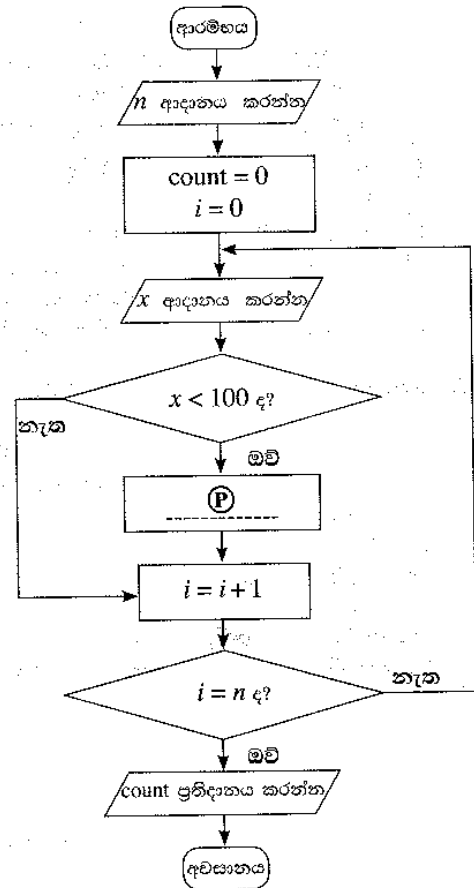 ආරම්භය
n ආදානය කරන්න
count = 0
i = 0
x ආදානය කරන්න
x < 100 ද?
නැත
ඔව්
P
i = i + 1
i = n ද?
නැත
ඔව්
count ප්‍රතිදානය කරන්න
අවසානය